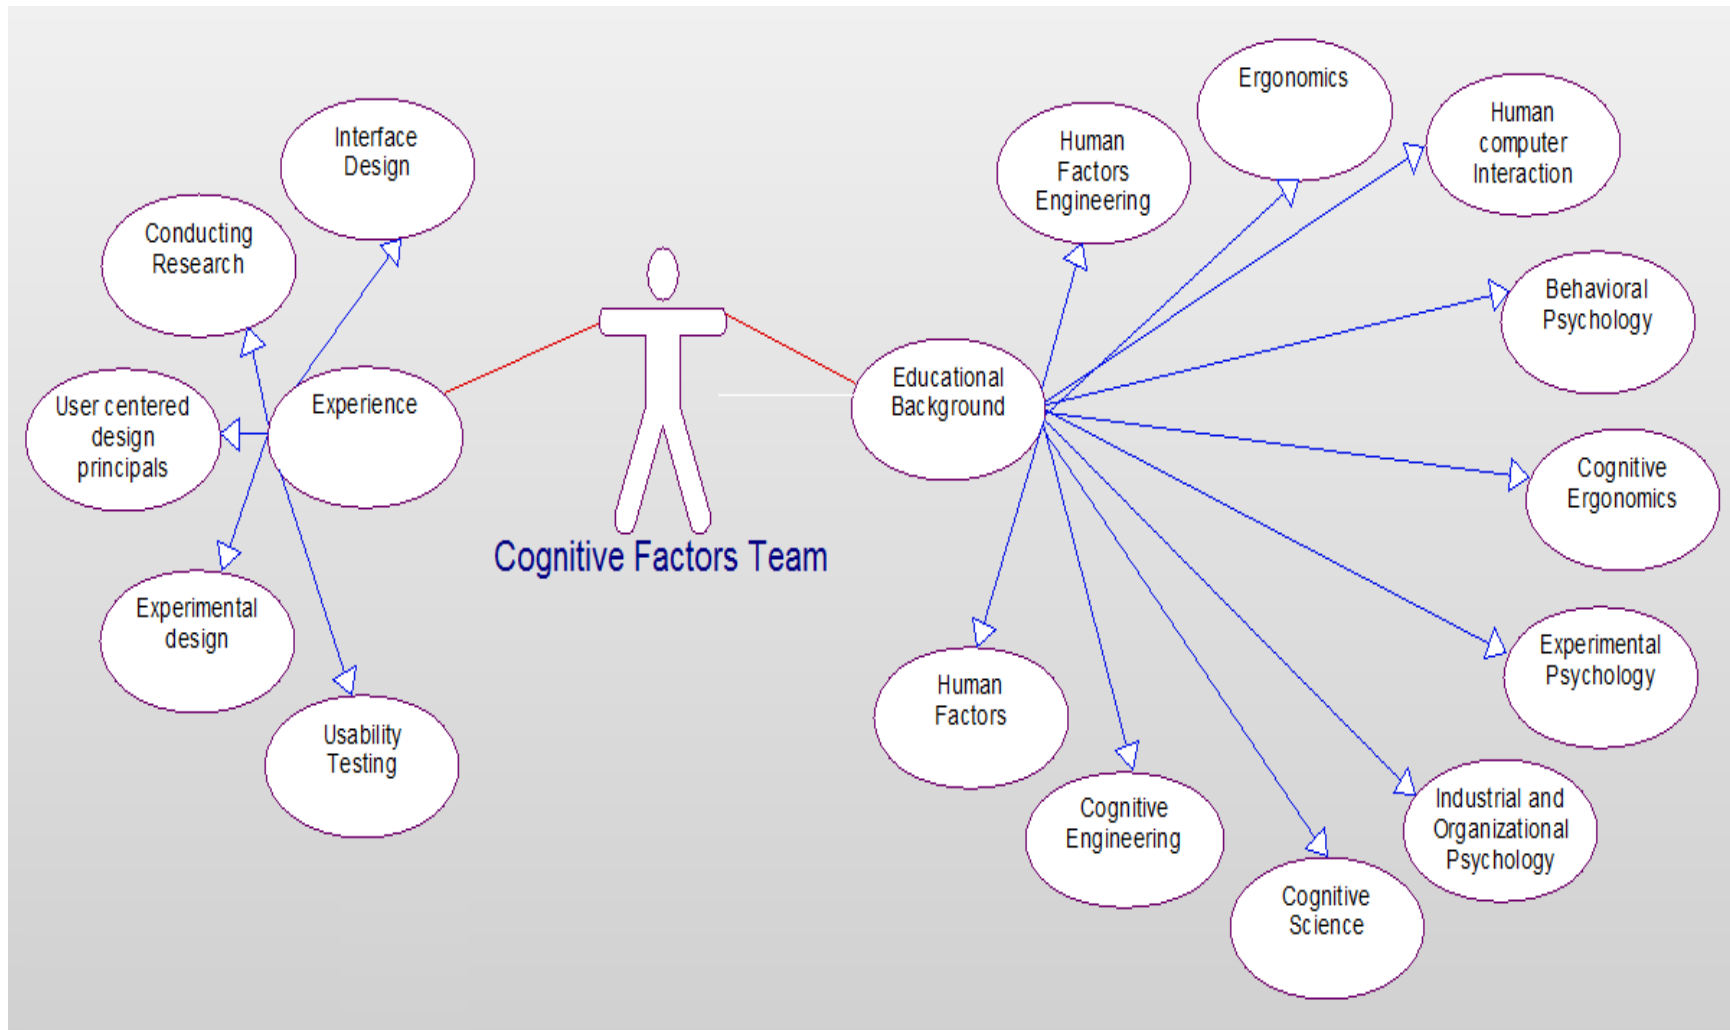 Interface
Design
Conducting
Research
User centered
design
principals
Experience
Experimental
design
Usability
Testing
Cognitive Factors Team
Educational
Background
Human
Factors
Engineering
Ergonomics
Human
computer
Interaction
Behavioral
Psychology
Cognitive
Ergonomics
Experimental
Psychology
Industrial and
Organizational
Psychology
Cognitive
Science
Cognitive
Engineering
Human
Factors